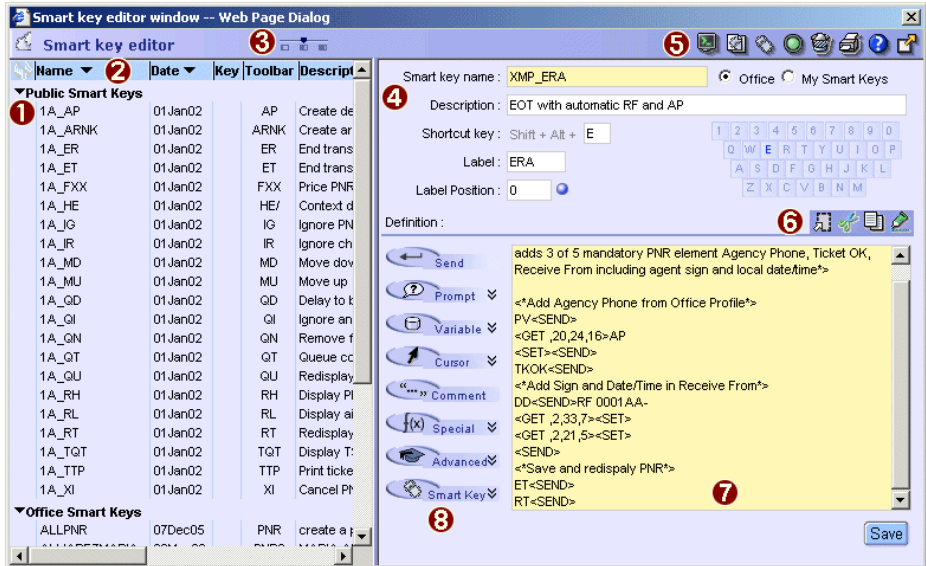 Smart key editor window -- Web Page Dialog
Smart key editor 3 5
Name Date Key Toolbar Descript
2
Public Smart Keys
1
1A_AP 01Jan02 AP Create de
1A_ARNK 01Jan02 ARNK Create ar
1A_ER 01Jan02 ER End trans
1A_ET 01Jan02 ET End trans
1A_FXX 01Jan02 FXX Price PNR
1A_HE 01Jan02 HE/ Context d
1A_IG 01Jan02 IG Ignore PN
1A_IR 01Jan02 IR Ignore ch
1A_MD 01Jan02 MD Move dov
1A_MU 01Jan02 MU Move up
1A_QD 01Jan02 QD Delay to b
1A_QI 01Jan02 QI Ignore an
1A_QN 01Jan02 QN Remove f
1A_QT 01Jan02 QT Queue cc
1A_QU 01Jan02 QU Redisplay
1A_RH 01Jan02 RH Display Pl
1A_RL 01Jan02 RL Display ai
1A_RT 01Jan02 RT Redisplay
1A_TQT 01Jan02 TQT Display T
1A_TTP 01Jan02 TTP Print ticke
1A_XI 01Jan02 XI Cancel PN
Office Smart Keys
ALLPNR 07Dec05 PNR create a p
Smart key name : XMP_ERA Office My Smart Keys
4
Description : EOT with automatic RF and AP
Shortcut key : Shift + Alt + E
Label : ERA
Label Position : 0
1 2 3 4 5 6 7 8 9 0
Q W E R T Y U I O P
A S D F G H J K L
Z X C V B N M
Definition : 6
Send
Prompt
Variable
Cursor
"...." Comment
f(x) Special
Advanced
Smart Key
8
adds 3 of 5 mandatory PNR element Agency Phone, Ticket OK,
Receive From including agent sign and local date/time*>
<*Add Agency Phone from Office Profile*>
PV<SEND>
<GET ,20,24,16>AP
<SET><SEND>
TKOK<SEND>
<*Add Sign and Date/Time in Receive From*>
DD<SEND>RF 0001AA-
<GET ,2,33,7><SET>
<GET ,2,21,5><SET>
<SEND>
<*Save and redispaly PNR*>
ET<SEND>
RT<SEND>
7
Save